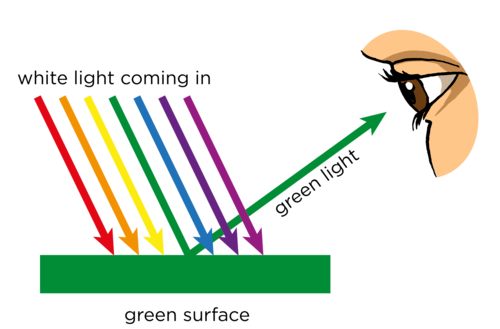 white light coming in
green light
green surface